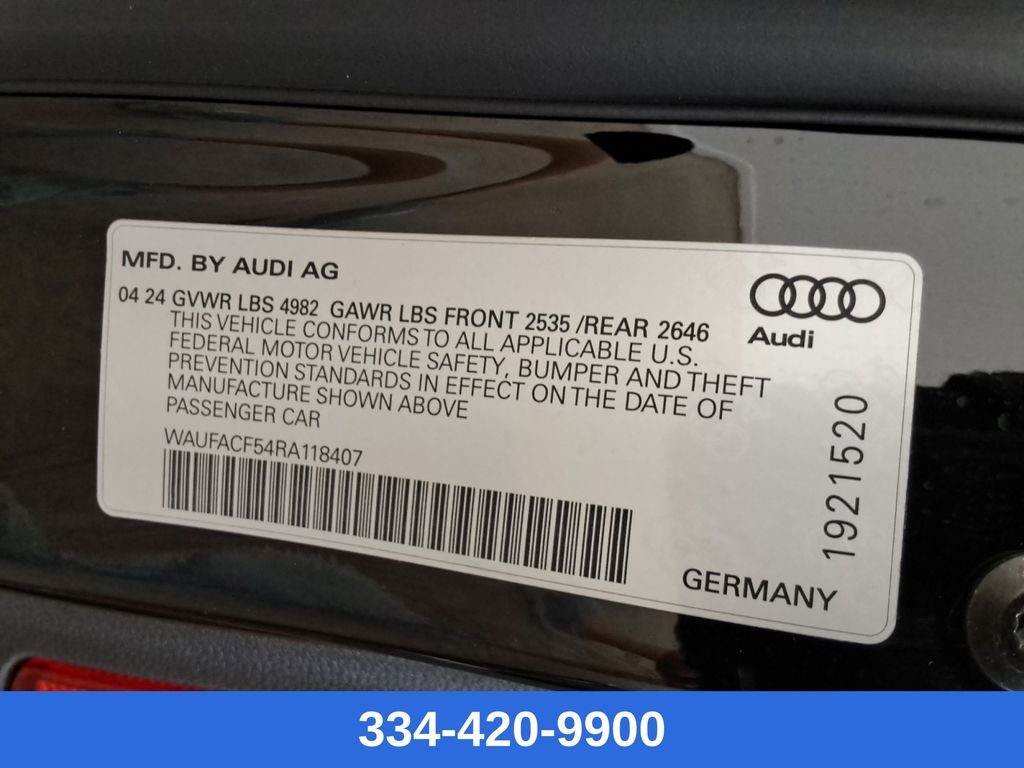 MFD. BY AUDI AG
04 24 GVWR LBS 4982 GAWR LBS FRONT 2535 /REAR 2646
THIS VEHICLE CONFORMS TO ALL APPLICABLE U.S.
FEDERAL MOTOR VEHICLE SAFETY, BUMPER AND THEFT
PREVENTION STANDARDS IN EFFECT ON THE DATE OF
MANUFACTURE SHOWN ABOVE
PASSENGER CAR
WAUFACF54RA118407
Audi
1921520
GERMANY
334-420-9900